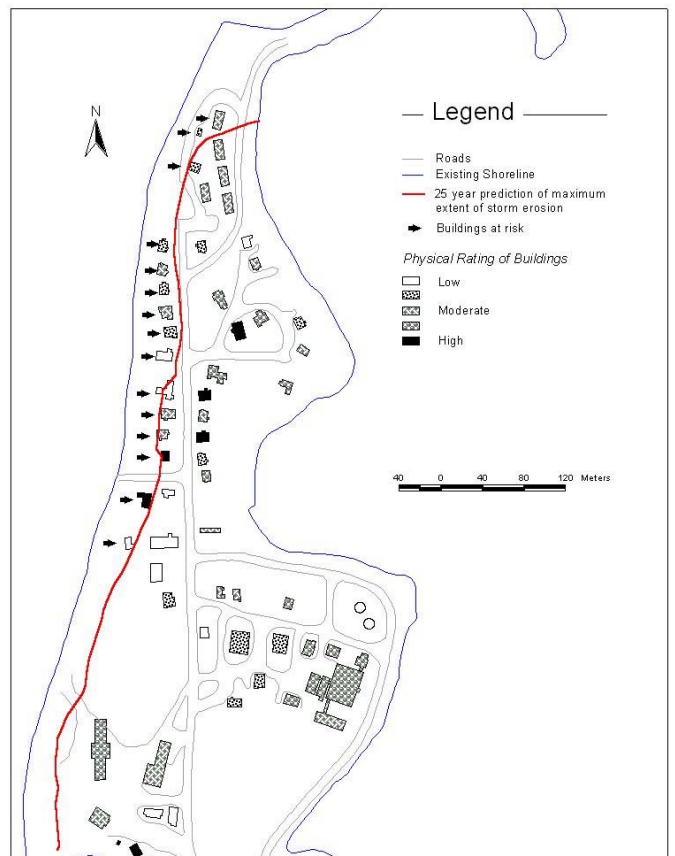 N
Legend
Roads
Existing Shoreline
25 year prediction of maximum
extent of storm erosion
Buildings at risk
Physical Rating of Buildings
Low
Moderate
High
40 0 40 80 120 Meters